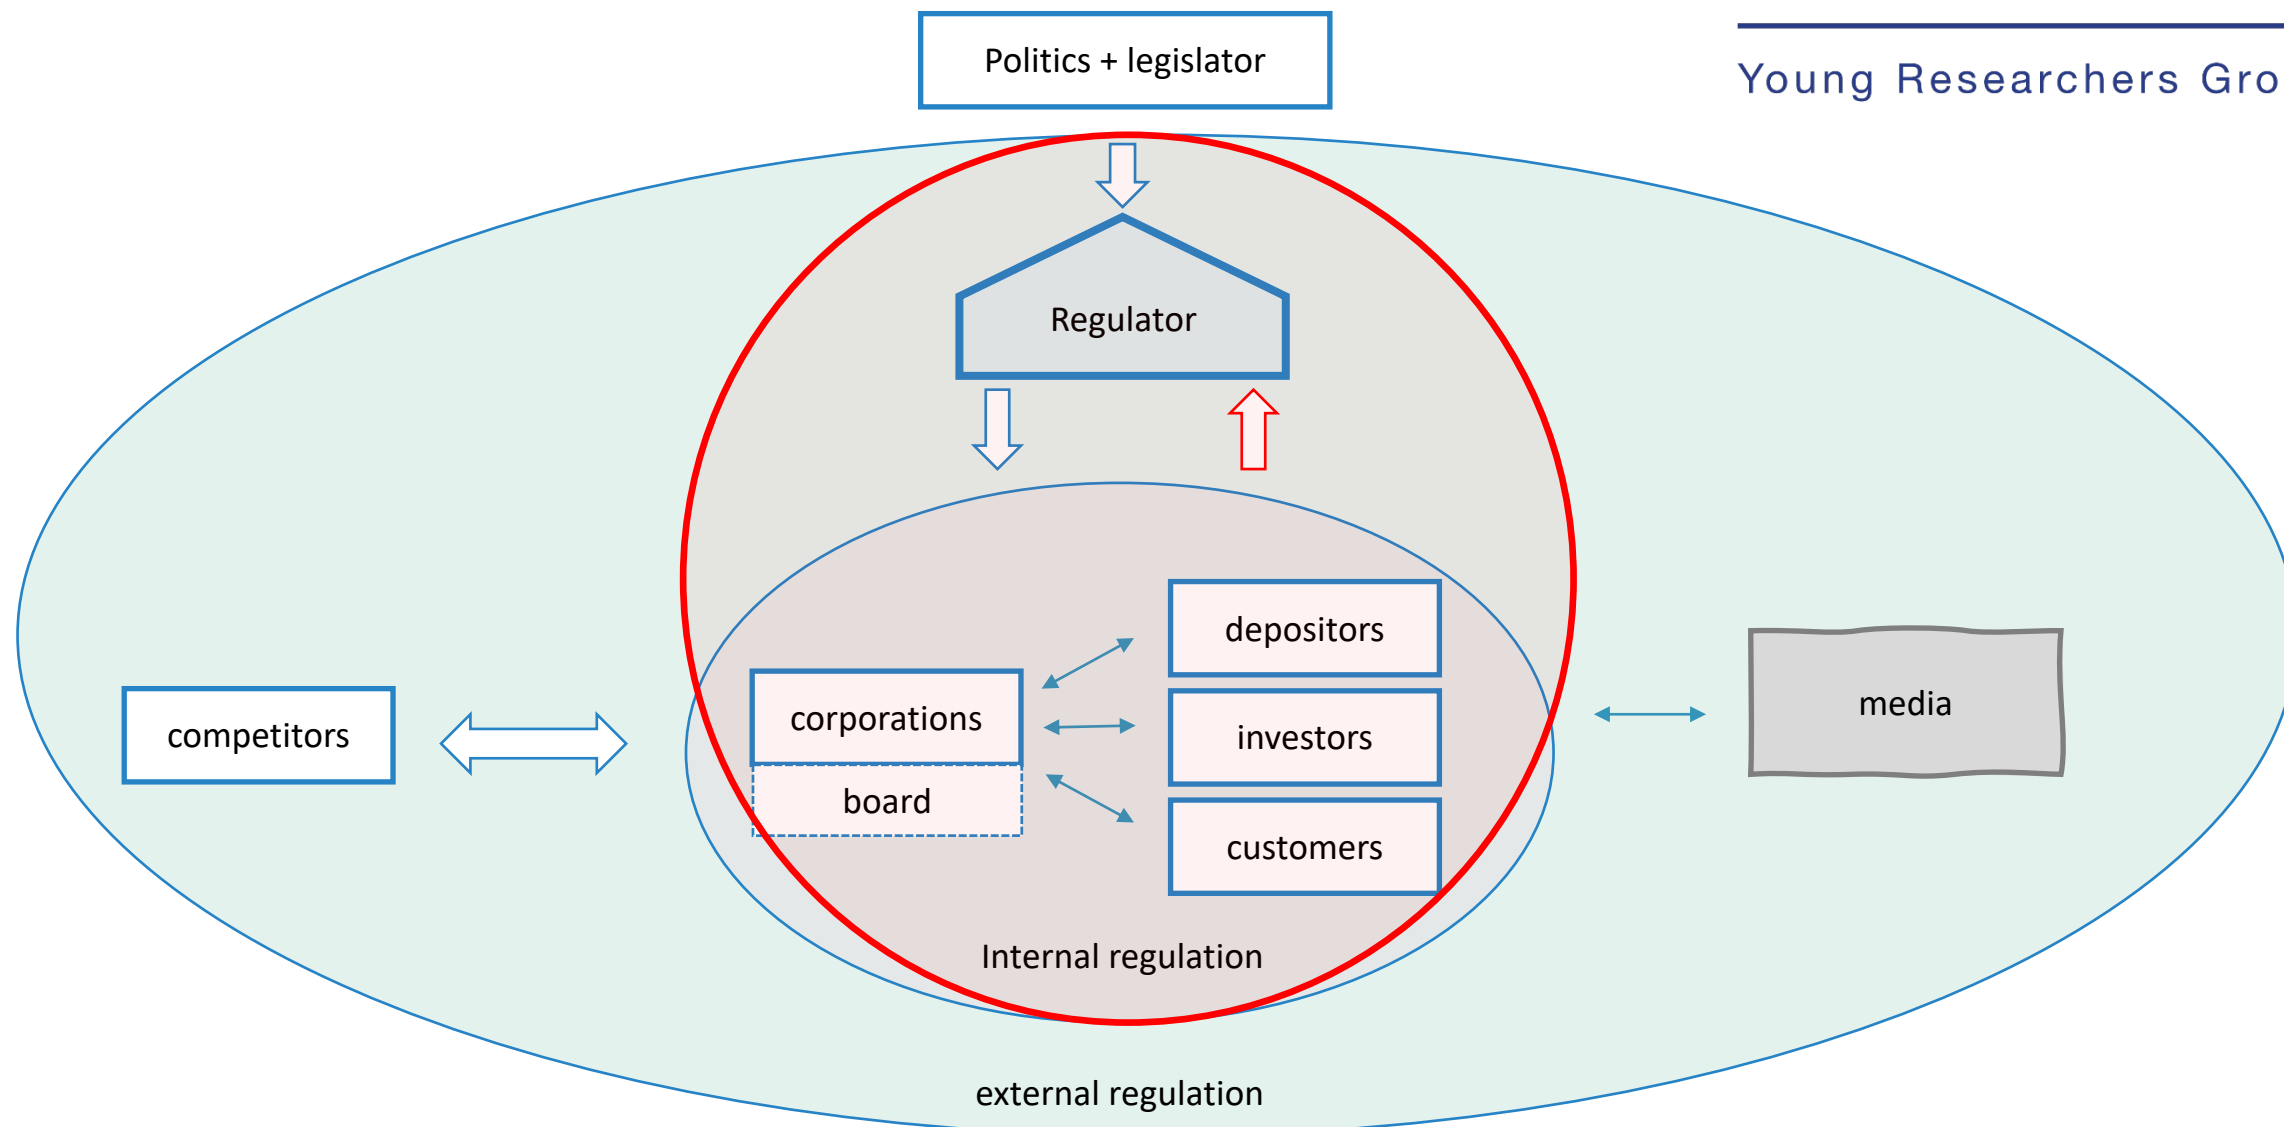 Politics + legislator
Young Researchers Gro
Regulator
depositors
corporations
investors
board
customers
competitors
media
Internal regulation
external regulation